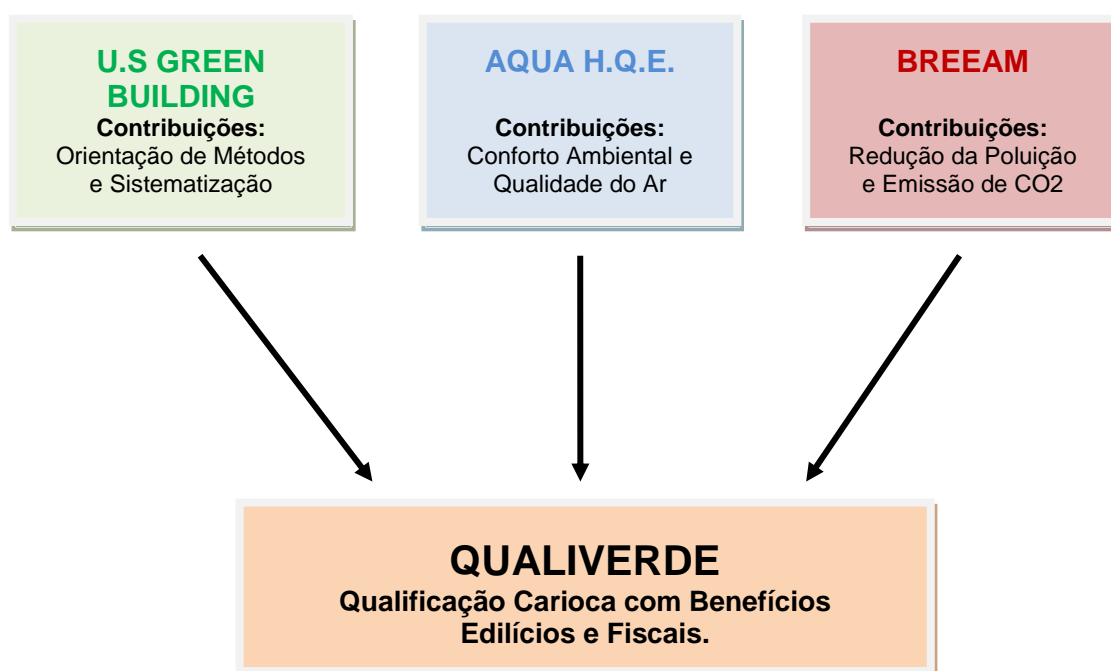 U.S GREEN
BUILDING
Contribuições:
Orientação de Métodos
e Sistematização
AQUA H.Q.E.
Contribuições:
Conforto Ambiental e
Qualidade do Ar
BREEAM
Contribuições:
Redução da Poluição
e Emissão de CO2
QUALIVERDE
Qualificação Carioca com Benefícios
Edilícios e Fiscais.